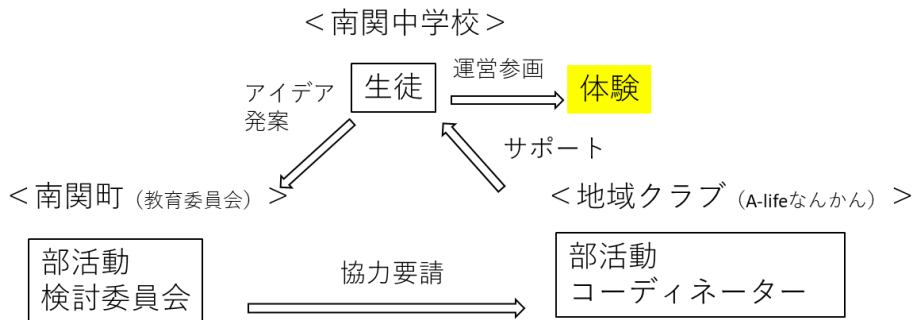 ＜南関中学校＞
生徒
運営参画
体験
アイデア
発案
サポート
＜南関町（教育委員会）＞
＜地域クラブ（A-lifeなんかん）＞
部活動
検討委員会
協力要請
部活動
コーディネーター